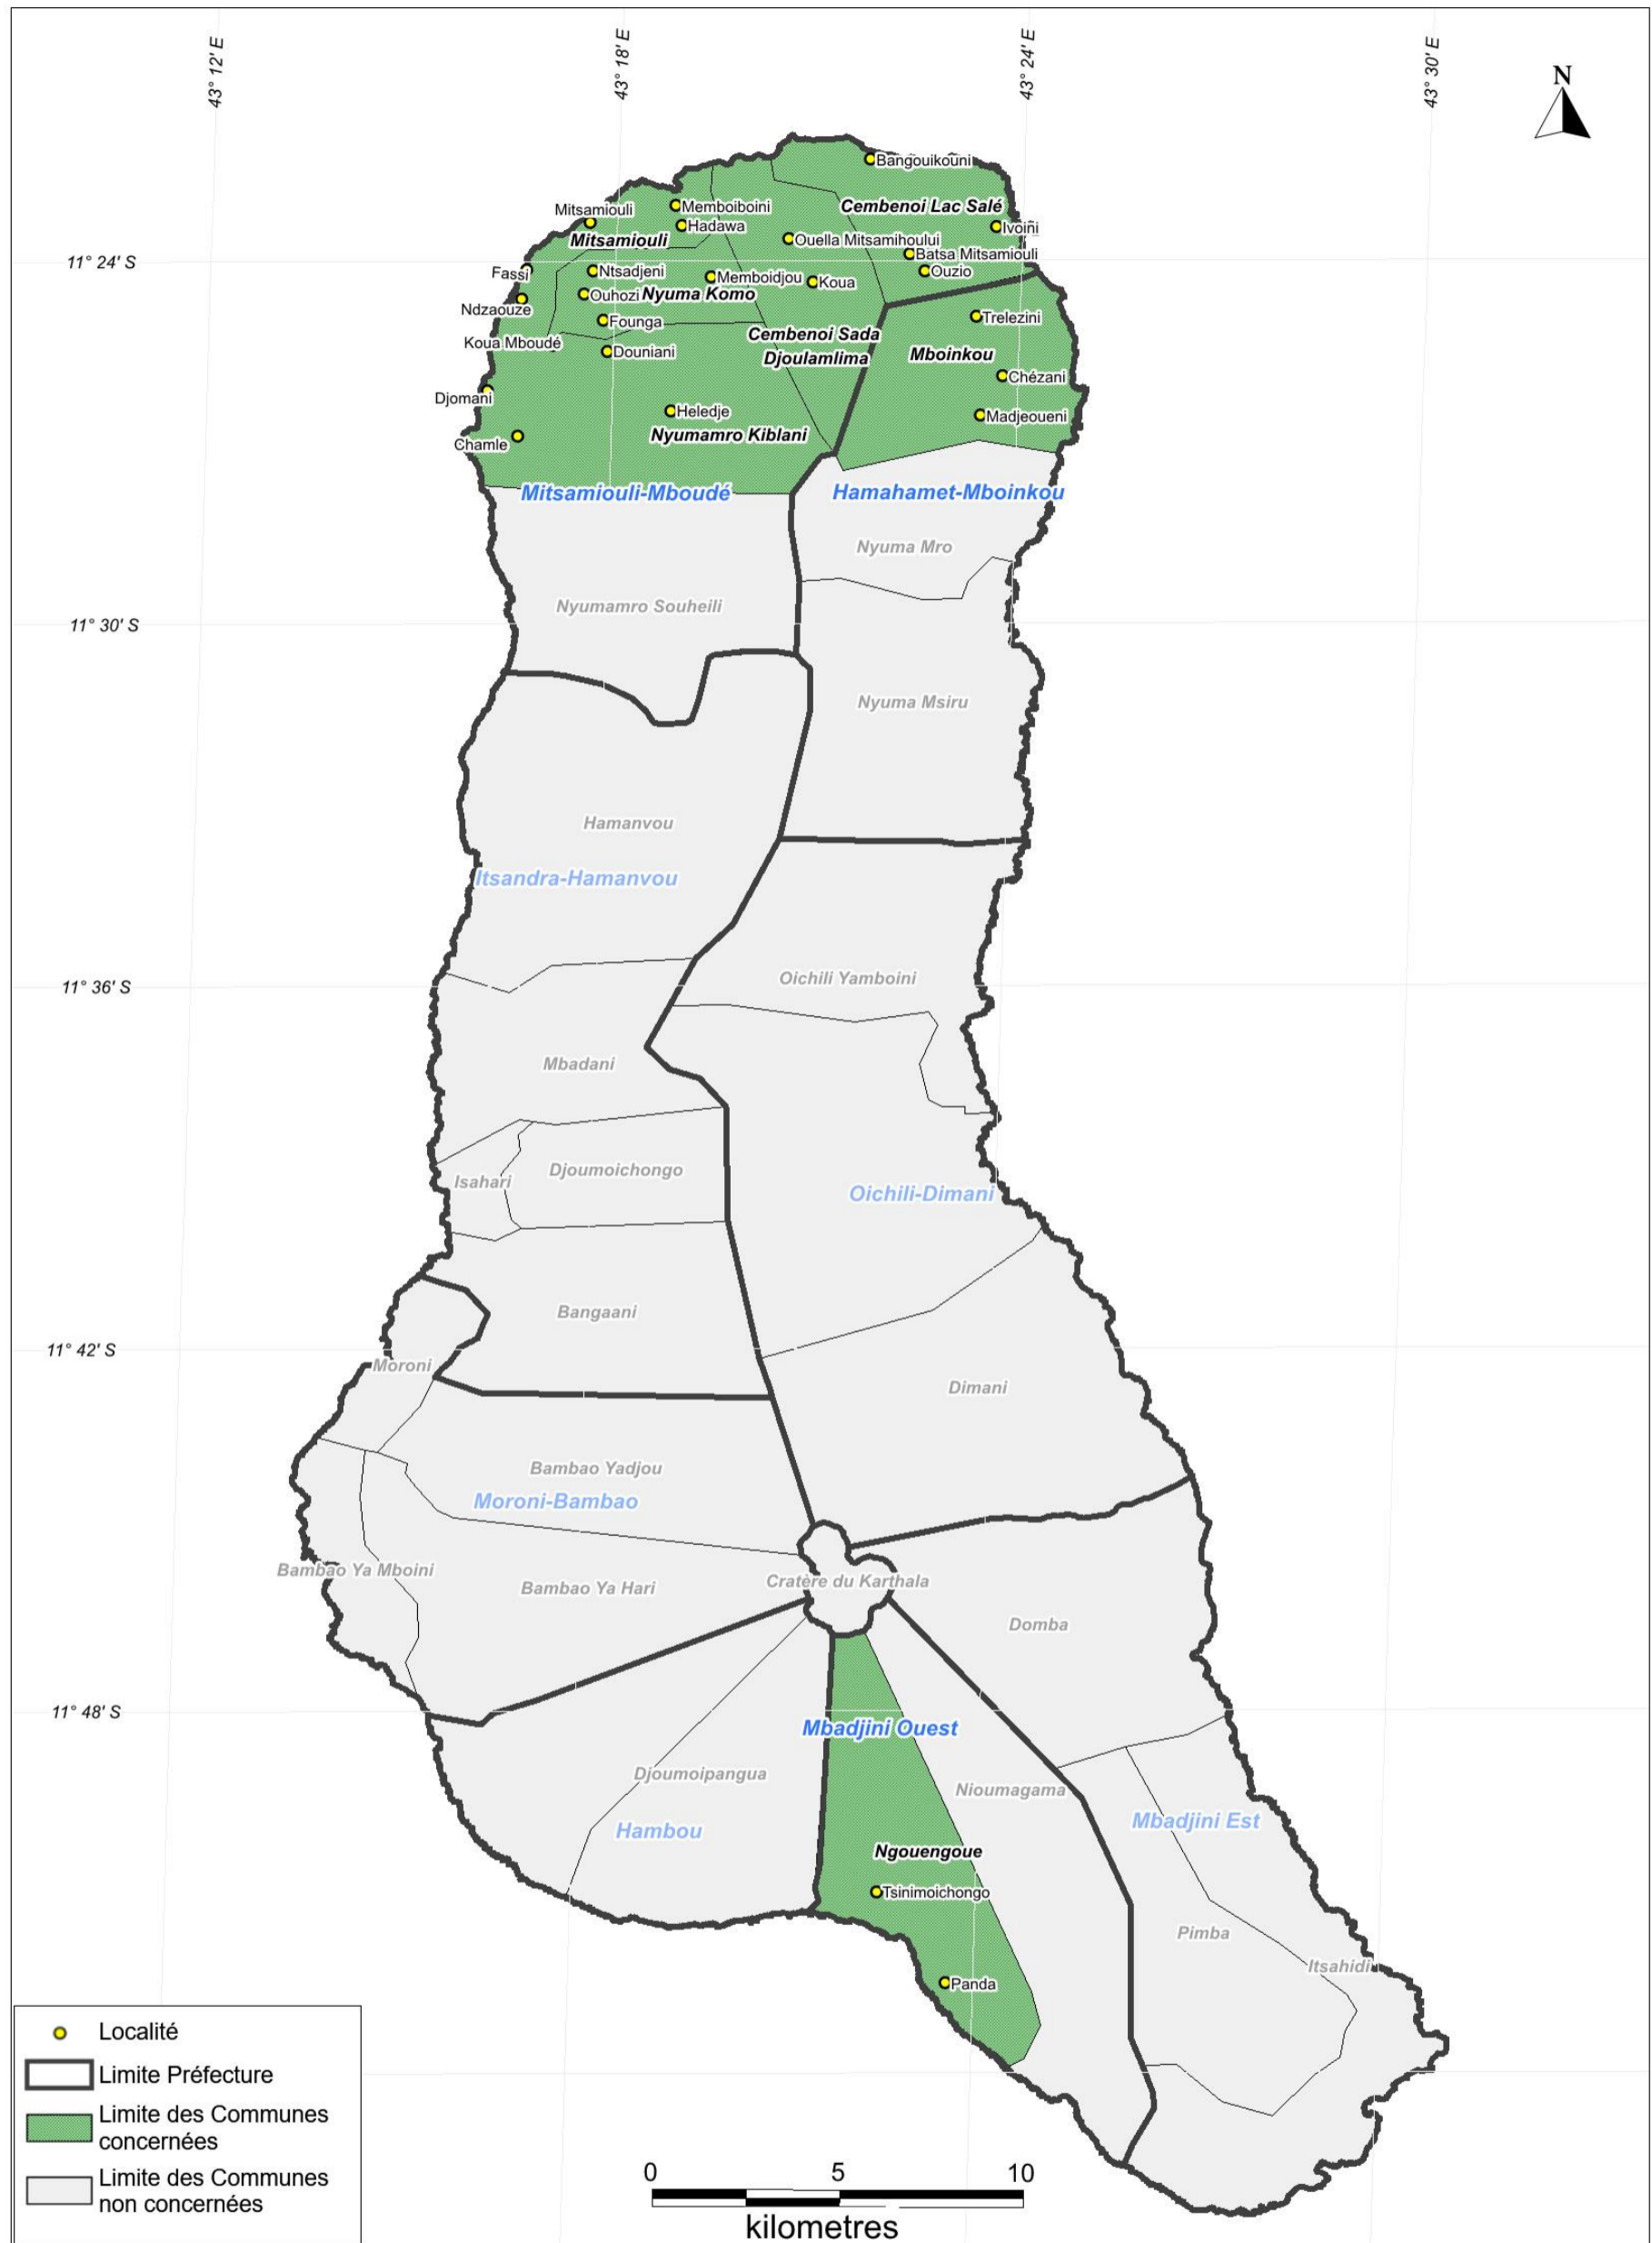 43° 12' E
43° 18' E
43° 24' E
43° 30' E
N
Bangouikouni
Mitsamiouli
Memboiboini
Cembenoi Lac Salé
Hadawa
Ivoini
Mitsamiouli
Ouella Mitsamihoului
Batsa Mitsamiouli
11° 24' S
Fassi
Ntsadjeni
Memboidjou
Koua
Ouzio
Ouhozi
Nyuma Komo
Ndzaouze
Founga
Trelezini
Cembenoi Sada
Djoulamlima
Koua Mboudé
Douniani
Mboinkou
Chézani
Djomani
Heledje
Madjeoueni
Chamle
Nyumamro Kiblani
Mitsamiouli-Mboudé
Hamahamet-Mboinkou
Nyuma Mro
Nyumamro Souheili
11° 30' S
Nyuma Msiru
Hamanvou
Itsandra-Hamanvou
Oichili Yamboini
11° 36' S
Mbadani
Djoumoichongo
Isahari
Oichili-Dimani
Bangaani
11° 42' S
Moroni
Dimani
Bambao Yadjou
Moroni-Bambao
Bambao Ya Mboini
Bambao Ya Hari
Cratère du Karthala
Domba
11° 48' S
Mbadjini Ouest
Djoumoipangua
Nioumagama
Hambou
Mbadjini Est
Ngouengoue
Tsinimoichongo
Pimba
Itsahidi
Panda
Localité
Limite Préfecture
Limite des Communes
concernées
Limite des Communes
non concernées
0 5 10
kilometres